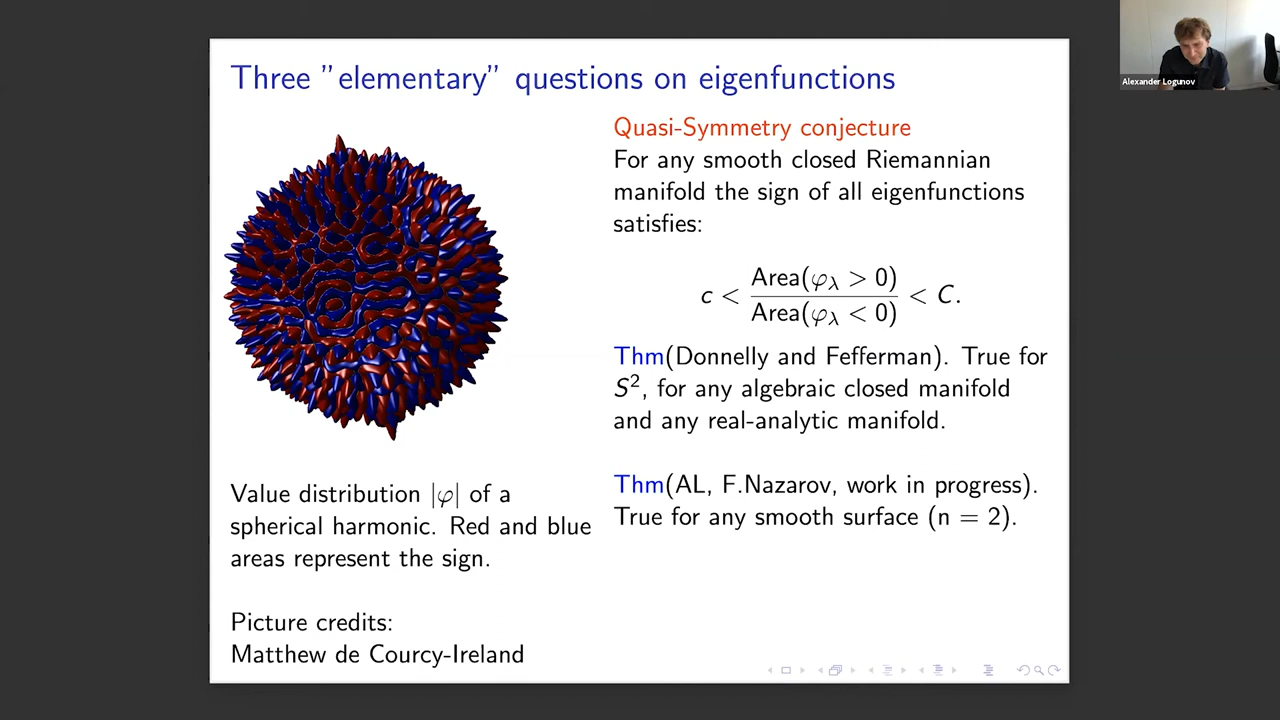 Three "elementary" questions on eigenfunctions
Quasi-Symmetry conjecture
For any smooth closed Riemannian
manifold the sign of all eigenfunctions
satisfies:
c < Area(φ_λ > 0) / Area(φ_λ < 0) < C.
Thm(Donnelly and Fefferman). True for
S², for any algebraic closed manifold
and any real-analytic manifold.
Thm(AL, F.Nazarov, work in progress).
True for any smooth surface (n = 2).
Value distribution |φ| of a
spherical harmonic. Red and blue
areas represent the sign.
Picture credits:
Matthew de Courcy-Ireland
Alexander Logunov